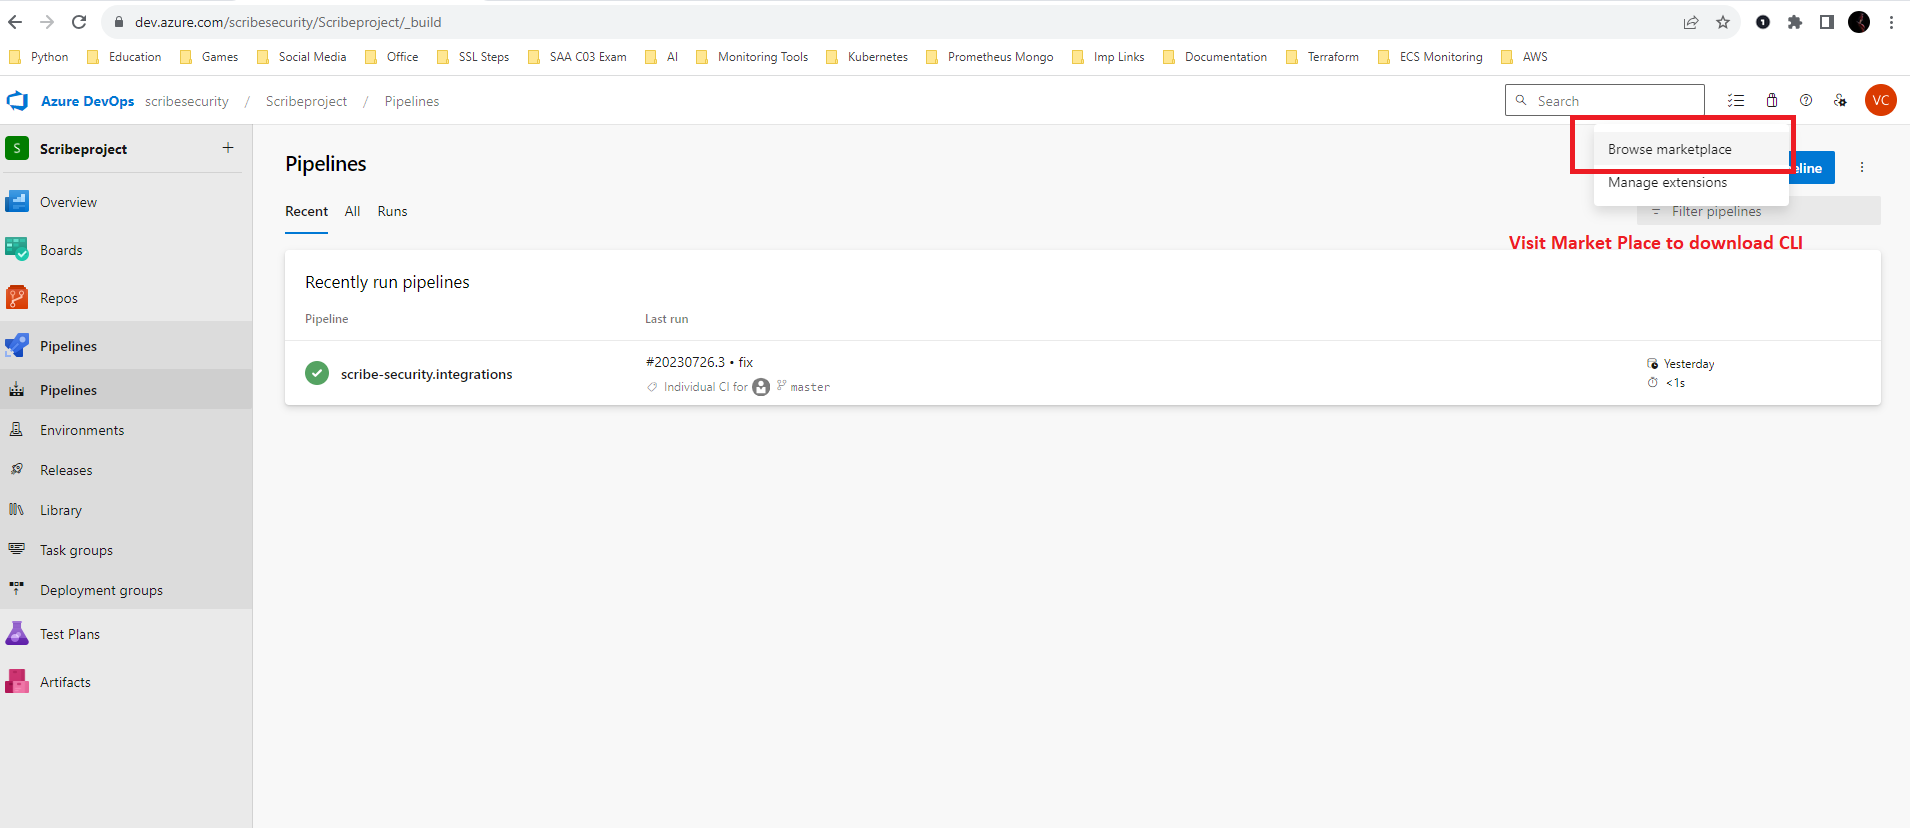 dev.azure.com/scribesecurity/Scribeproject/_build
Python Education Games Social Media Office SSL Steps SAA C03 Exam AI Monitoring Tools Kubernetes Prometheus Mongo Imp Links Documentation Terraform ECS Monitoring AWS
Azure DevOps scribesecurity / Scribeproject / Pipelines Search VC
S Scribeproject +
Overview
Boards
Repos
Pipelines
Pipelines
Environments
Releases
Library
Task groups
Deployment groups
Test Plans
Artifacts
Pipelines
Browse marketplace
eline
Manage extensions
Recent All Runs
Filter pipelines
Visit Market Place to download CLI
Recently run pipelines
Pipeline Last run
scribe-security.integrations
#20230726.3 • fix
Individual CI for master
Yesterday
<1s